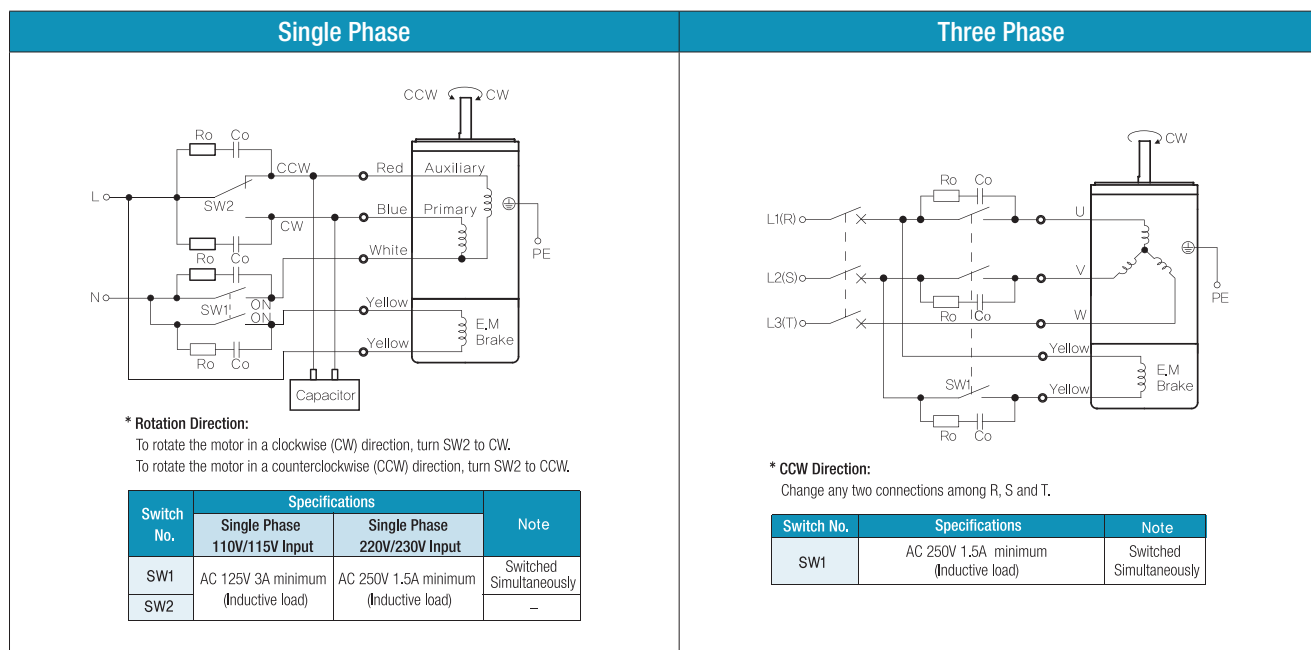 Single Phase
CCW CW
Ro Co
CCW
Red Auxiliary
L
SW2
Blue Primary
CW
White
Ro Co
PE
Ro Co
N
SW1 ON
ON
Yellow
E.M
Brake
Yellow
Ro Co
Capacitor
* Rotation Direction:
To rotate the motor in a clockwise (CW) direction, turn SW2 to CW.
To rotate the motor in a counterclockwise (CCW) direction, turn SW2 to CCW.
Switch
No.
Specifications
Note
Single Phase
110V/115V Input
Single Phase
220V/230V Input
SW1
AC 125V 3A minimum
(Inductive load)
AC 250V 1.5A minimum
(Inductive load)
Switched
Simultaneously
SW2
–
Three Phase
CW
Ro Co
L1(R)
U
L2(S)
V
Ro Co
PE
L3(T)
W
Yellow
E.M
Brake
SW1
Yellow
Ro Co
* CCW Direction:
Change any two connections among R, S and T.
Switch No. Specifications Note
SW1
AC 250V 1.5A minimum
(Inductive load)
Switched
Simultaneously